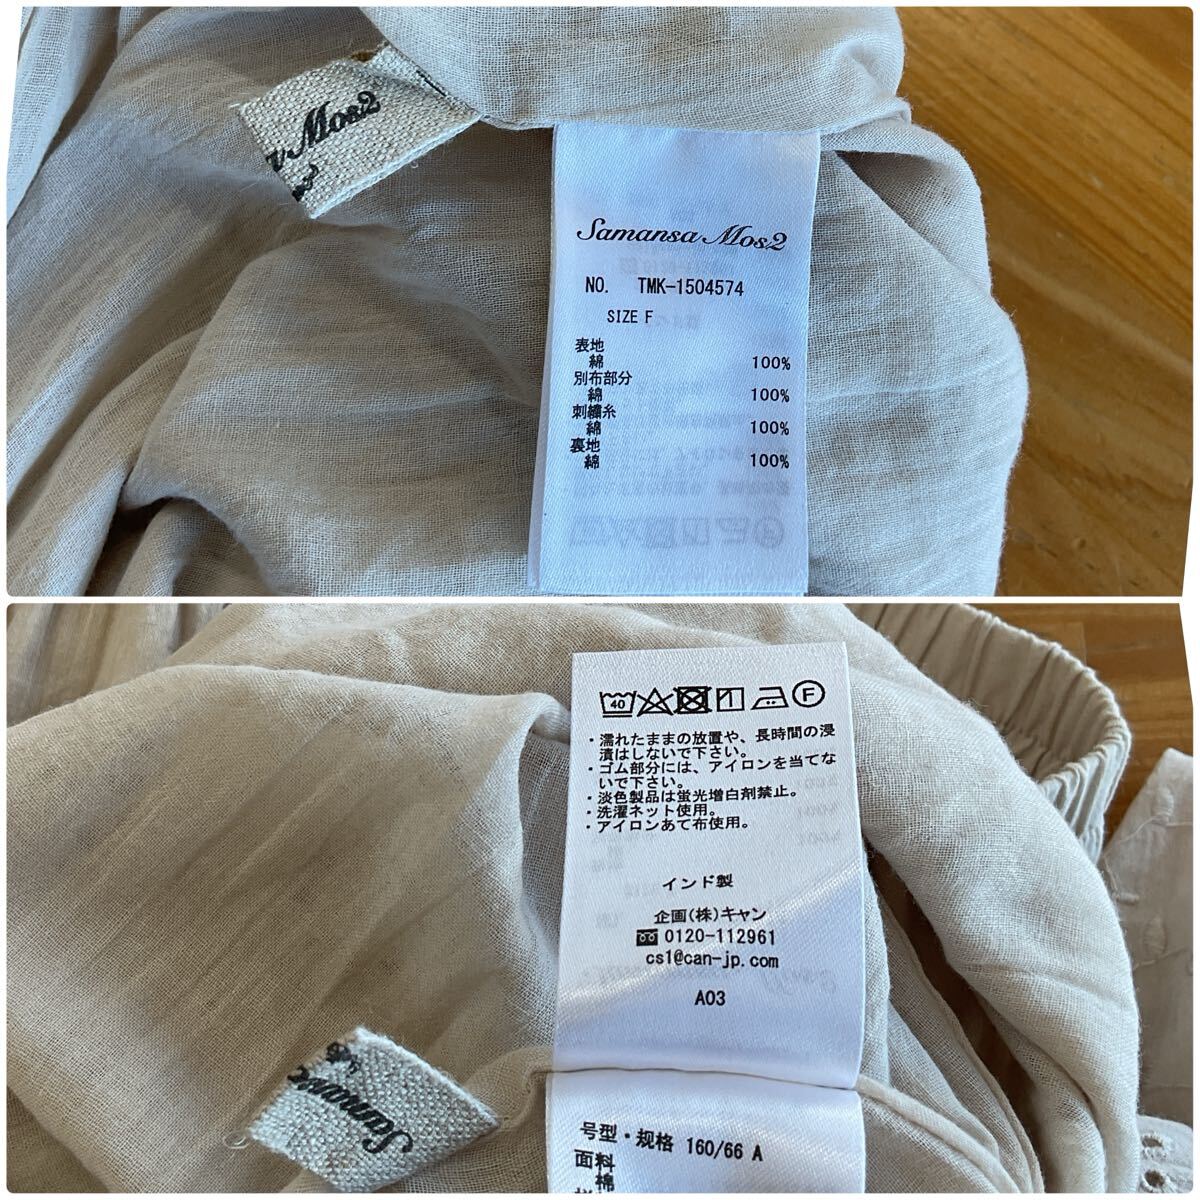 Mos2
Samansa Mos2
NO. TMK-1504574
SIZE F
表地
綿 100%
別布部分
綿 100%
刺繍糸
綿 100%
裏地
綿 100%
40 1 F
・濡れたままの放置や、長時間の浸
漬はしないで下さい。
・ゴム部分には、アイロンを当てな
いで下さい。
・淡色製品は蛍光増白剤禁止。
・洗濯ネット使用。
・アイロンあて布使用。
インド製
企画(株)キャン
0120-112961
cs1@can-jp.com
A03
号型・规格 160/66 A
面料
棉